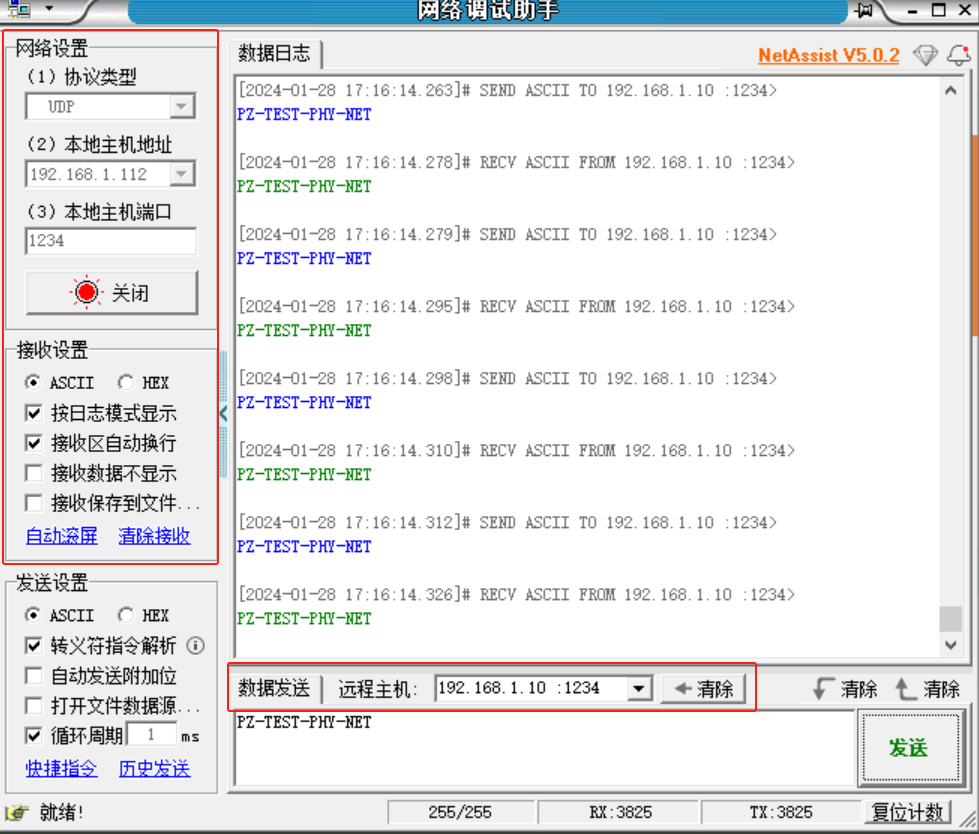 网络调试助手
网络设置
(1) 协议类型
UDP
(2) 本地主机地址
192.168.1.112
(3) 本地主机端口
1234
关闭
接收设置
ASCII HEX
按日志模式显示
接收区自动换行
接收数据不显示
接收保存到文件...
自动滚屏 清除接收
发送设置
ASCII HEX
转义符指令解析
自动发送附加位
打开文件数据源...
循环周期 1 ms
快捷指令 历史发送
数据日志 NetAssist V5.0.2
[2024-01-28 17:16:14.263]# SEND ASCII TO 192.168.1.10 :1234>
PZ-TEST-PHY-NET
[2024-01-28 17:16:14.278]# RECV ASCII FROM 192.168.1.10 :1234>
PZ-TEST-PHY-NET
[2024-01-28 17:16:14.279]# SEND ASCII TO 192.168.1.10 :1234>
PZ-TEST-PHY-NET
[2024-01-28 17:16:14.295]# RECV ASCII FROM 192.168.1.10 :1234>
PZ-TEST-PHY-NET
[2024-01-28 17:16:14.298]# SEND ASCII TO 192.168.1.10 :1234>
PZ-TEST-PHY-NET
[2024-01-28 17:16:14.310]# RECV ASCII FROM 192.168.1.10 :1234>
PZ-TEST-PHY-NET
[2024-01-28 17:16:14.312]# SEND ASCII TO 192.168.1.10 :1234>
PZ-TEST-PHY-NET
[2024-01-28 17:16:14.326]# RECV ASCII FROM 192.168.1.10 :1234>
PZ-TEST-PHY-NET
数据发送 远程主机: 192.168.1.10 :1234 清除 清除 清除
PZ-TEST-PHY-NET
发送
就绪! 255/255 RX:3825 TX:3825 复位计数